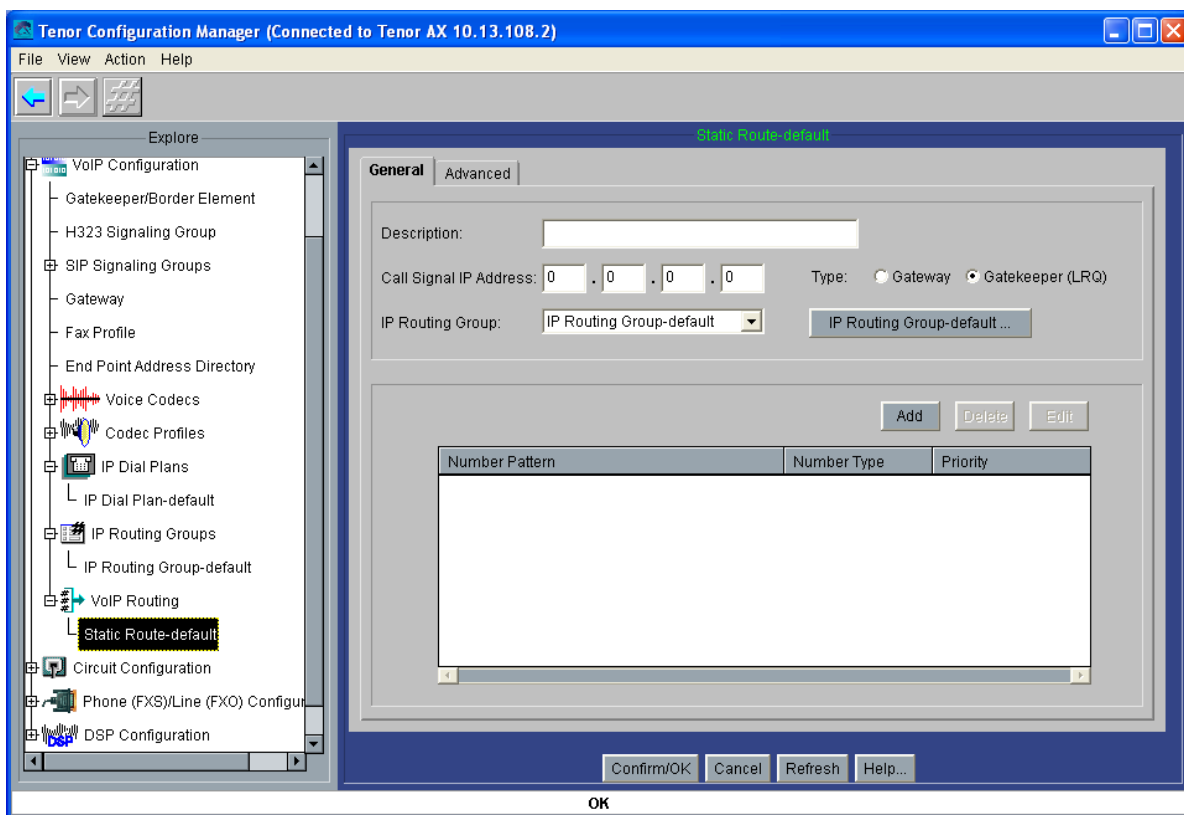 Tenor Configuration Manager (Connected to Tenor AX 10.13.108.2)
File View Action Help
Explore
VoIP Configuration
Gatekeeper/Border Element
H323 Signaling Group
SIP Signaling Groups
Gateway
Fax Profile
End Point Address Directory
Voice Codecs
Codec Profiles
IP Dial Plans
IP Dial Plan-default
IP Routing Groups
IP Routing Group-default
VoIP Routing
Static Route-default
Circuit Configuration
Phone (FXS)/Line (FXO) Configur
DSP DSP Configuration
Static Route-default
General Advanced
Description:
Call Signal IP Address: 0 . 0 . 0 . 0 Type: Gateway Gatekeeper (LRQ)
IP Routing Group: IP Routing Group-default IP Routing Group-default ...
Add Delete Edit
Number Pattern Number Type Priority
Confirm/OK Cancel Refresh Help...
OK